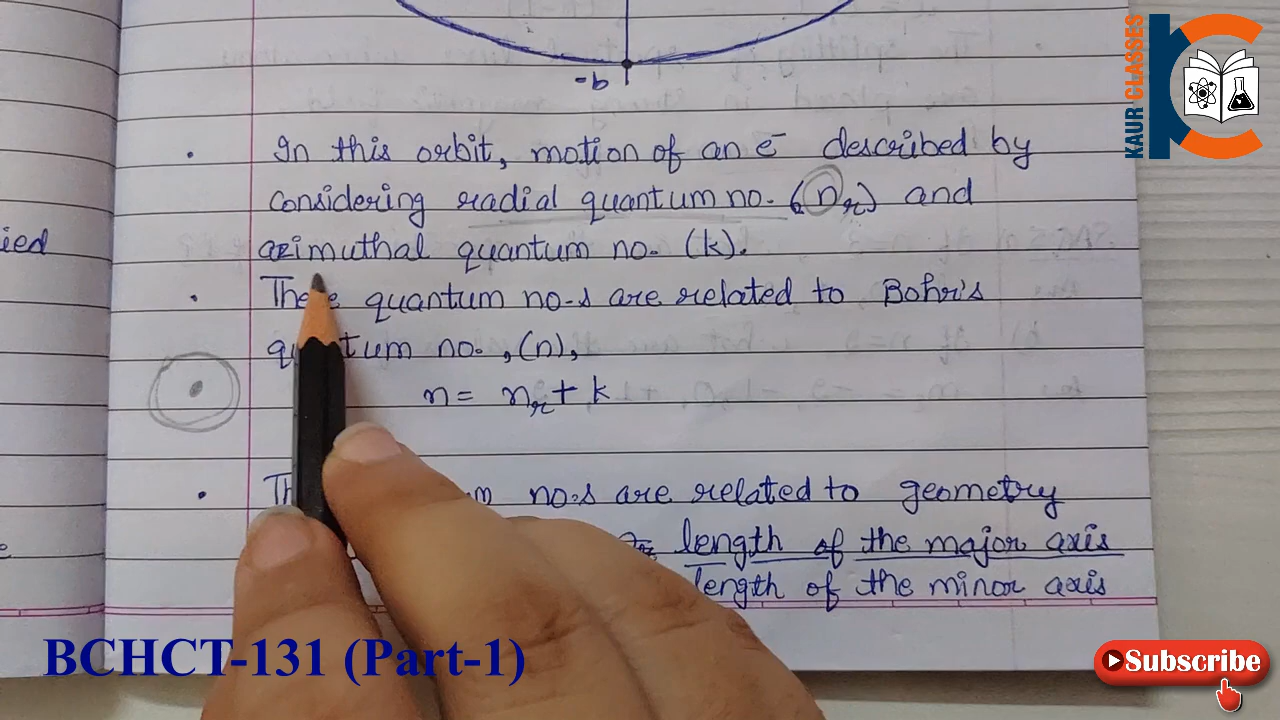 -b
KAUR CLASSES
In this orbit, motion of an e⁻ described by
considering radial quantum no. (nr) and
azimuthal quantum no. (k).
These quantum no.s are related to Bohr's
quantum no., (n),
n = nr + k
no.s are related to geometry
length of the major axis
length of the minor axis
ied
BCHCT-131 (Part-1)
Subscribe